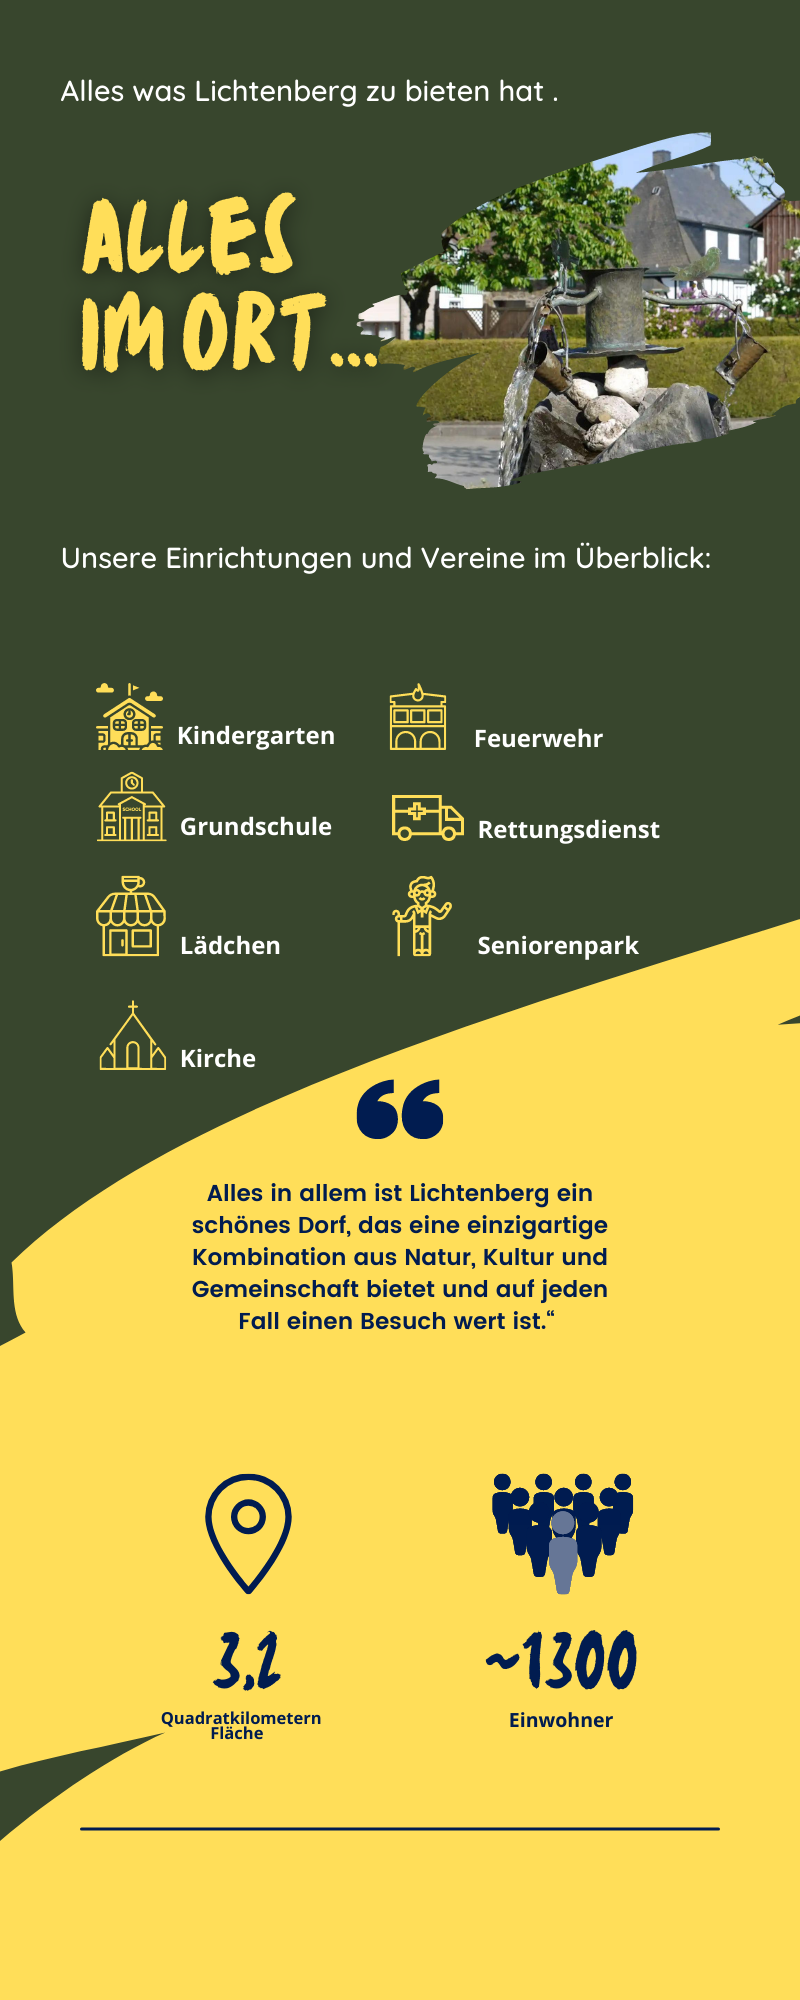 Alles was Lichtenberg zu bieten hat .
ALLES
IM ORT...
Unsere Einrichtungen und Vereine im Überblick:
Kindergarten
Feuerwehr
SCHOOL
Grundschule
Rettungsdienst
Lädchen
Seniorenpark
Kirche
“
Alles in allem ist Lichtenberg ein
schönes Dorf, das eine einzigartige
Kombination aus Natur, Kultur und
Gemeinschaft bietet und auf jeden
Fall einen Besuch wert ist.“
3,2
Quadratkilometern
Fläche
~1300
Einwohner